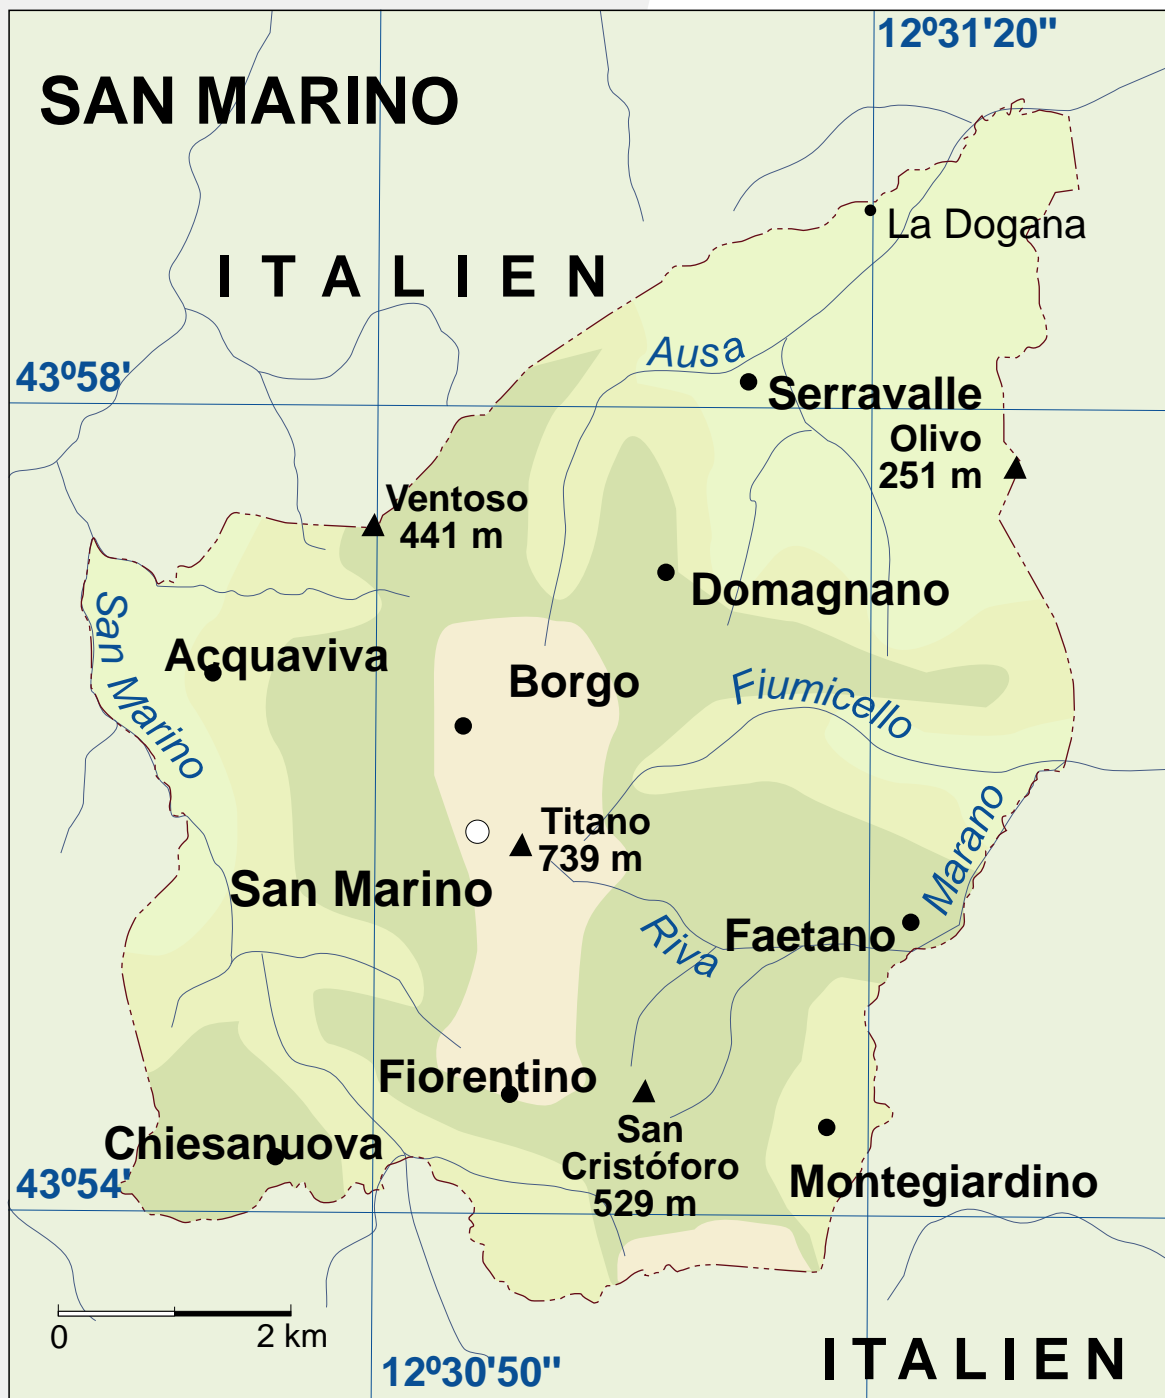 12º31'20"
SAN MARINO
La Dogana
ITALIEN
Ausa
43º58'
Serravalle
Olivo
251 m
Ventoso
441 m
Domagnano
San Marino
Acquaviva
Borgo
Fiumicello
Titano
739 m
Marano
San Marino
Riva
Faetano
Fiorentino
San
Cristóforo
529 m
Chiesanuova
43º54'
Montegiardino
0 2 km
12º30'50"
ITALIEN